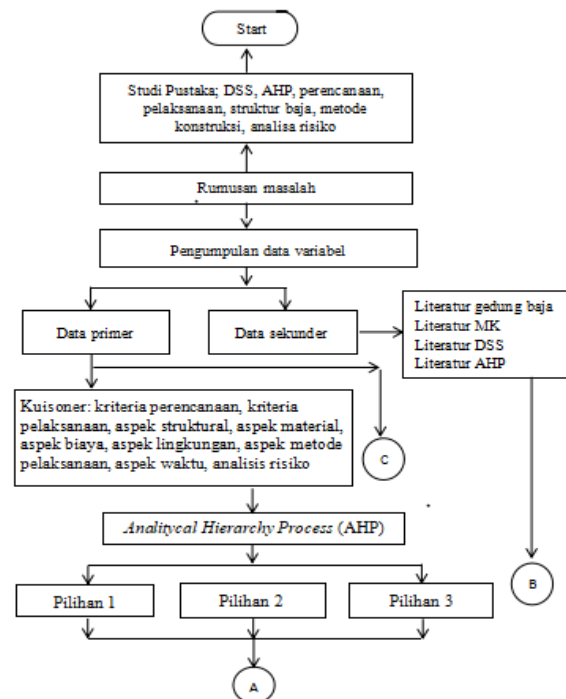 Start
Studi Pustaka; DSS, AHP, perencanaan,
pelaksanaan, struktur baja, metode
konstruksi, analisa risiko
Rumusan masalah
Pengumpulan data variabel
Data primer
Data sekunder
Literatur gedung baja
Literatur MK
Literatur DSS
Literatur AHP
Kuisoner: kriteria perencanaan, kriteria
pelaksanaan, aspek struktural, aspek material,
aspek biaya, aspek lingkungan, aspek metode
pelaksanaan, aspek waktu, analisis risiko
C
Analitycal Hierarchy Process (AHP)
Pilihan 1
Pilihan 2
Pilihan 3
B
A